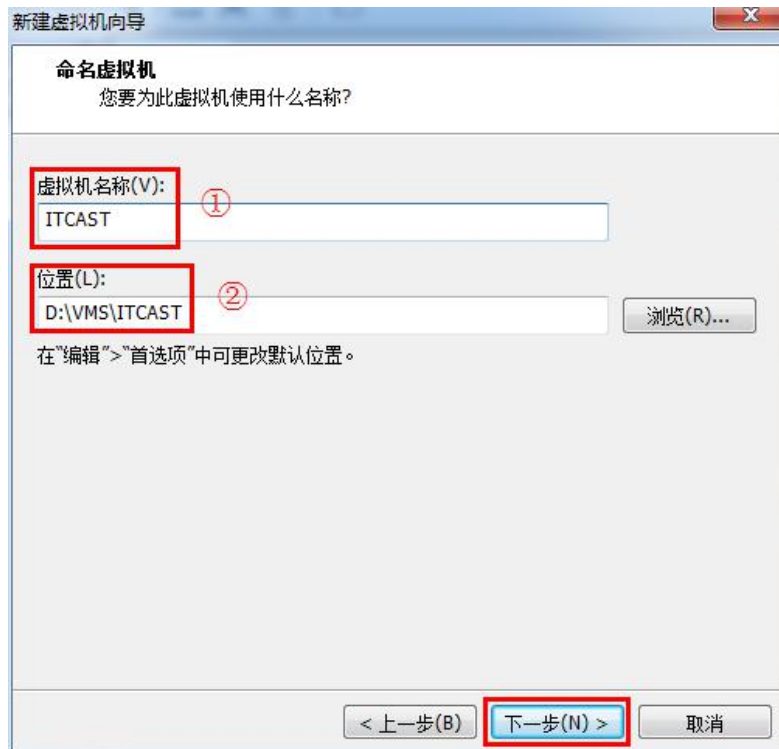 新建虚拟机向导
命名虚拟机
您要为此虚拟机使用什么名称?
虚拟机名称(V):
①
ITCAST
位置(L):
②
D:\VMS\ITCAST
浏览(R)...
在"编辑">"首选项"中可更改默认位置。
< 上一步(B)
下一步(N) >
取消